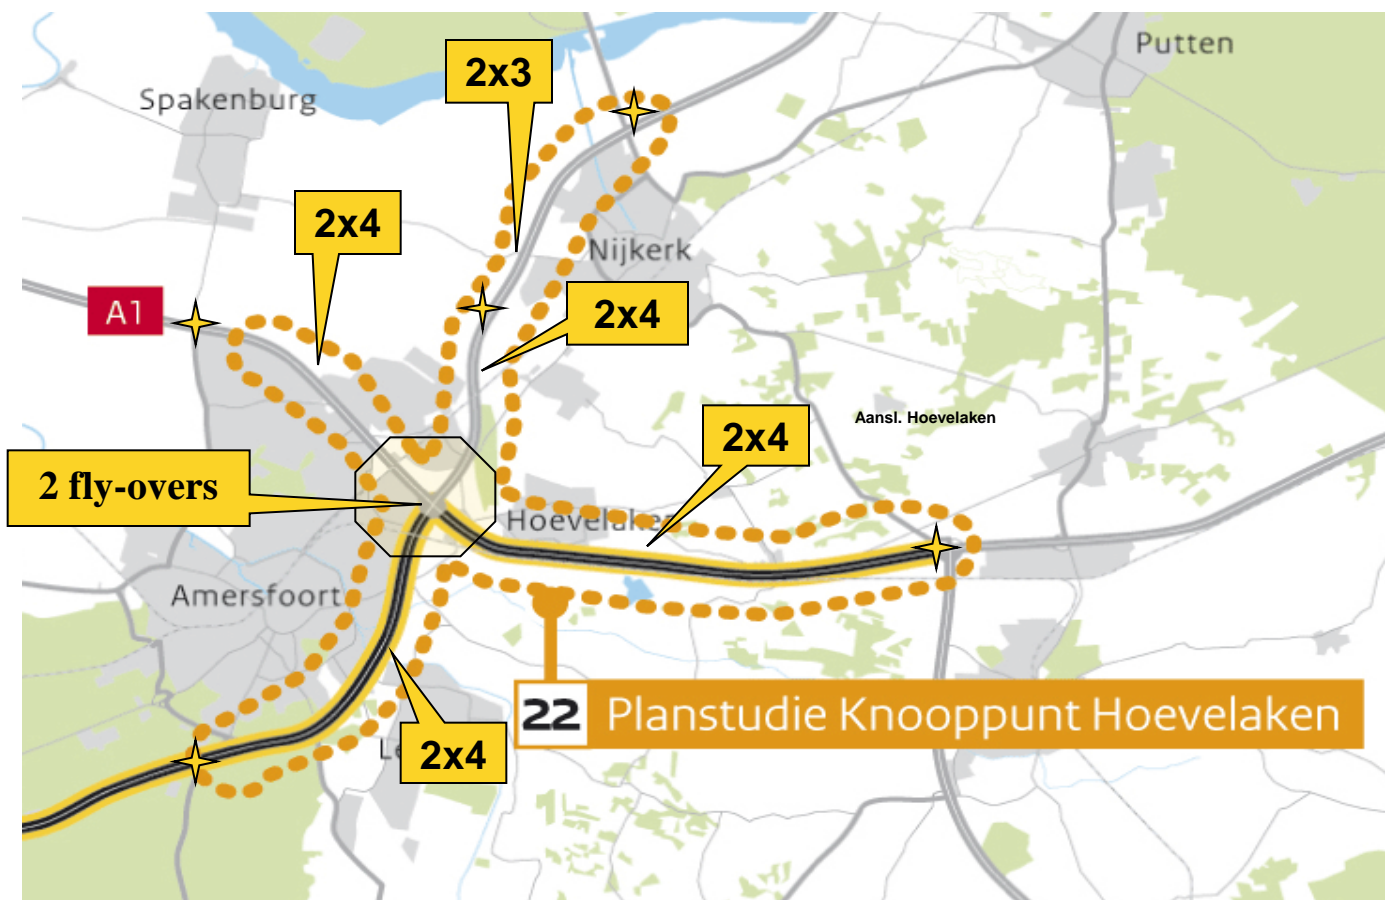 Putten
2x3
Spakenburg
2x4
Nijkerk
A1
2x4
Aansl. Hoevelaken
2x4
2 fly-overs
Hoevelaken
Amersfoort
22 Planstudie Knooppunt Hoevelaken
2x4